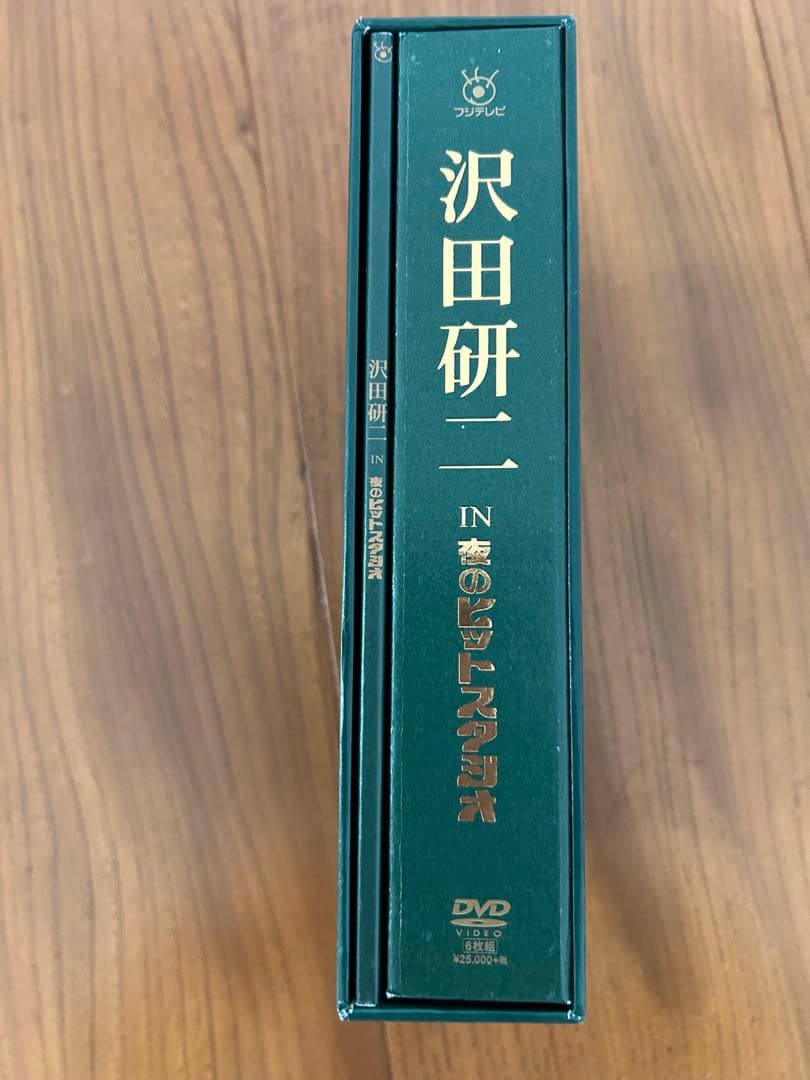 フジテレビ
沢田研二
IN
夜のヒットスタジオ
DVD
VIDEO
6枚組
¥25,000+税
沢田研二
IN
夜のヒットスタジオ